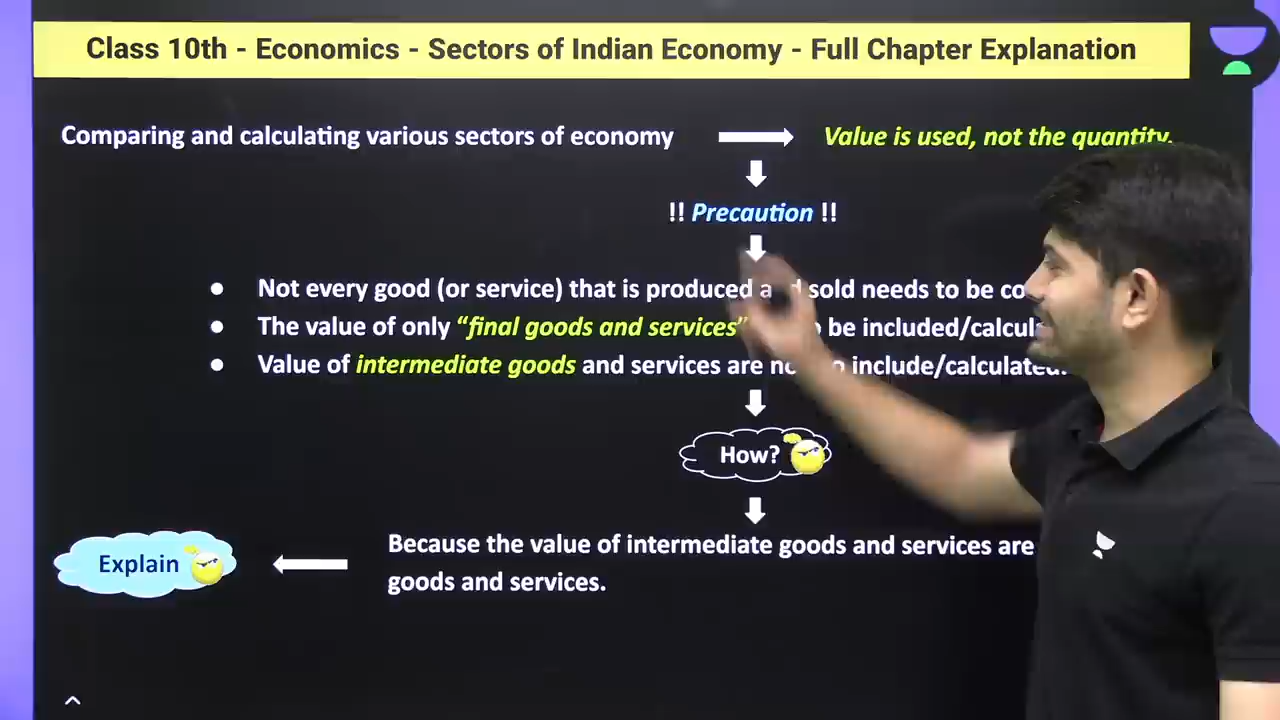 Class 10th - Economics - Sectors of Indian Economy - Full Chapter Explanation
Comparing and calculating various sectors of economy
Value is used, not the quantity.
!! Precaution !!
Not every good (or service) that is produced sold needs to be
The value of only “final goods and services” be included/
Value of intermediate goods and services are include/calculated.
How?
Because the value of intermediate goods and services are
goods and services.
Explain